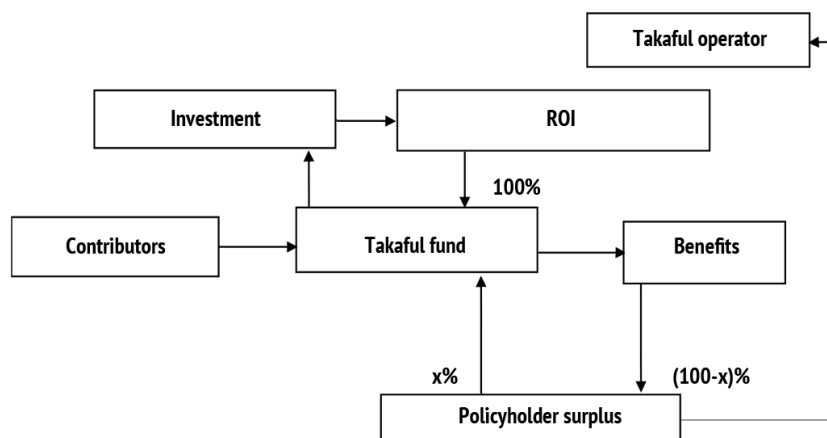 Takaful operator
Investment
ROI
100%
Contributors
Takaful fund
Benefits
x%
(100-x)%
Policyholder surplus